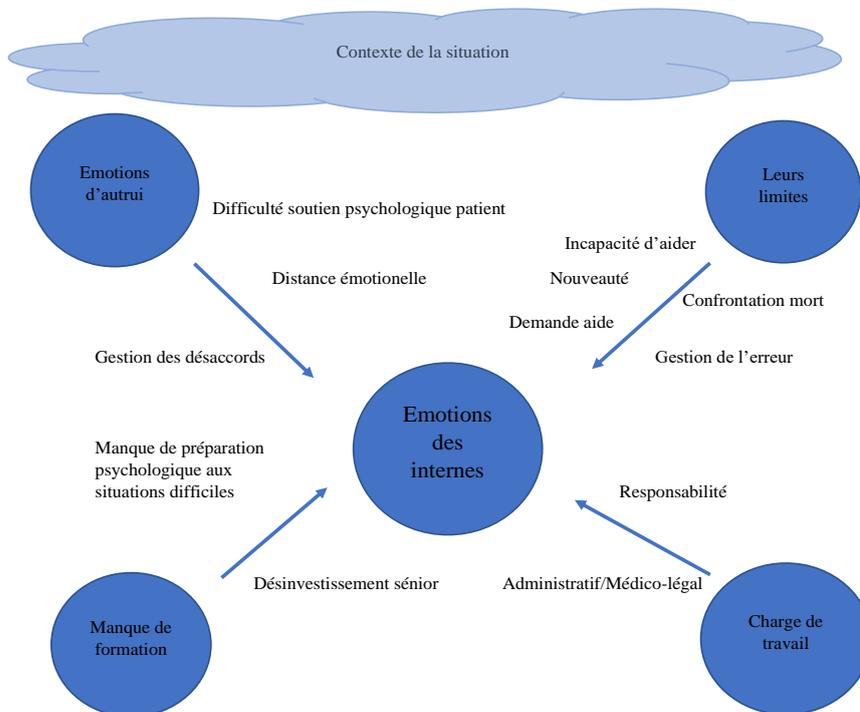 Contexte de la situation
Emotions
d’autrui
Leurs
limites
Difficulté soutien psychologique patient
Incapacité d’aider
Distance émotionelle
Nouveauté
Confrontation mort
Demande aide
Gestion des désaccords
Gestion de l’erreur
Emotions
des
internes
Manque de préparation
psychologique aux
situations difficiles
Responsabilité
Désinvestissement sénior
Administratif/Médico-légal
Manque de
formation
Charge de
travail